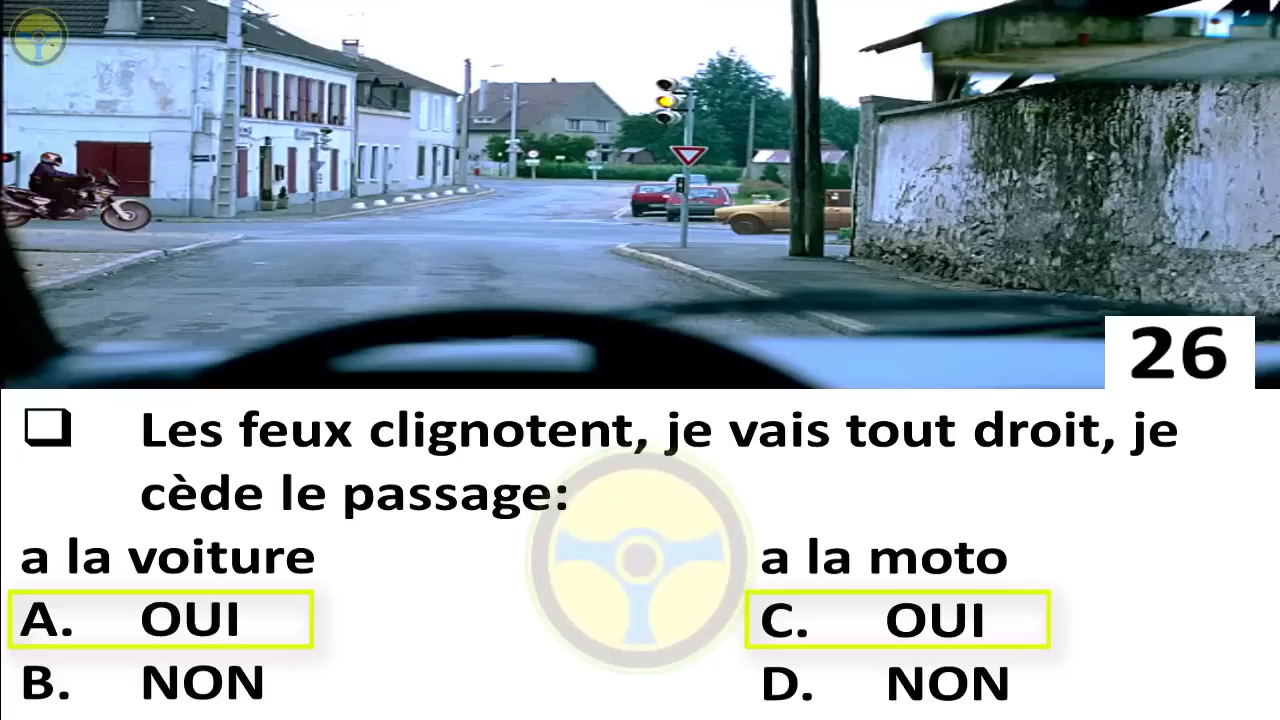 26
❑ Les feux clignotent, je vais tout droit, je
cède le passage:
a la voiture
a la moto
A. OUI
C. OUI
B. NON
D. NON